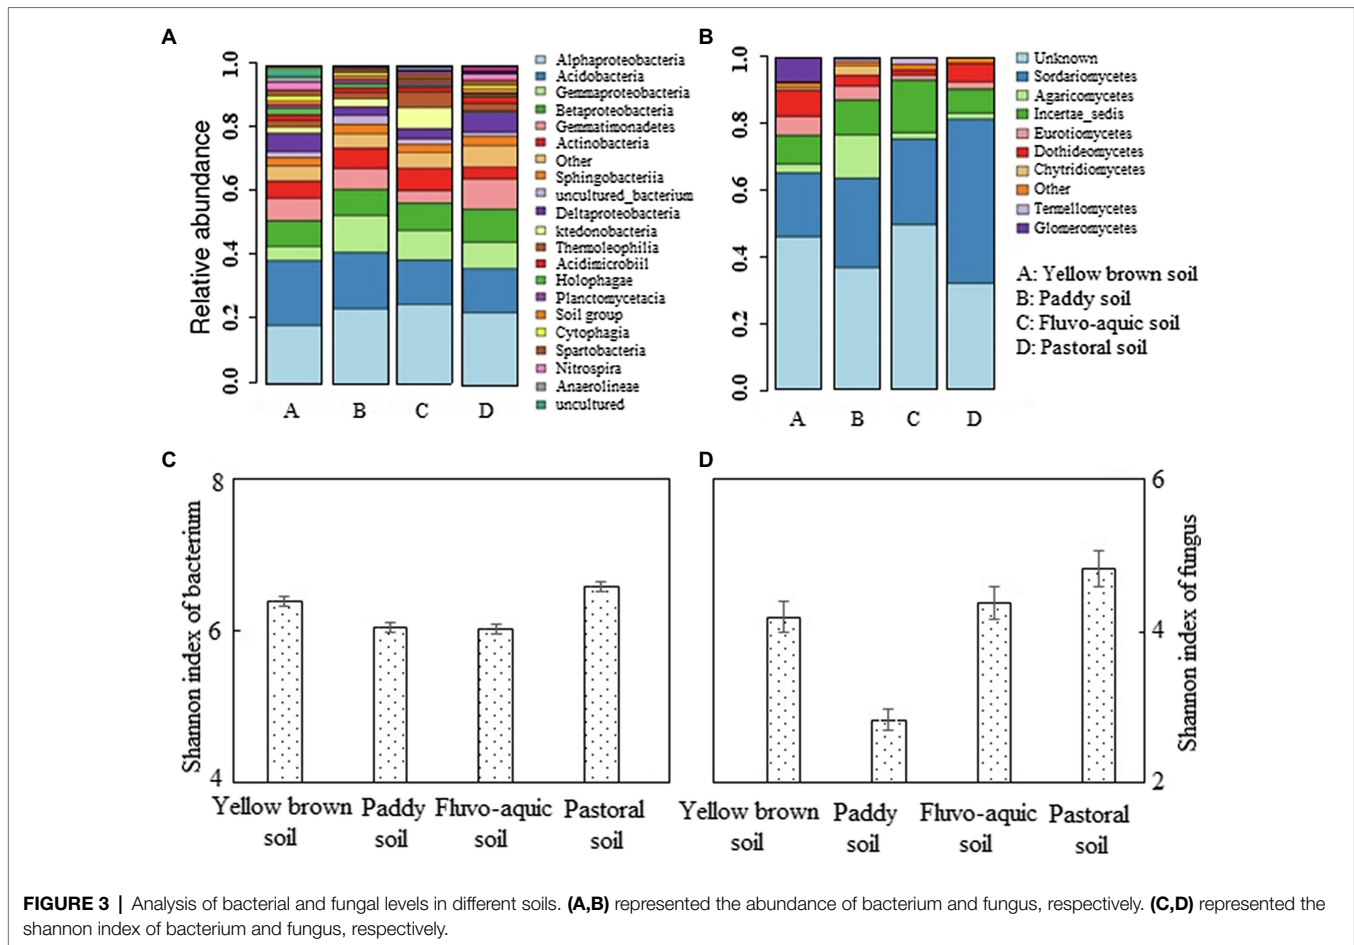 A
Relative abundance
1.0
0.8
0.6
0.4
0.2
0.0
A B C D
Alphaproteobacteria
Acidobacteria
Gemmaproteobacteria
Betaproteobacteria
Gemmatimonadetes
Actinobacteria
Other
Sphingobacteriia
uncultured_bacterium
Deltaproteobacteria
ktedonobacteria
Thermoleophilia
Acidimicrobiil
Holophagae
Planctomycetacia
Soil group
Cytophagia
Spartobacteria
Nitrospira
Anaerolineae
uncultured
B
1.0
0.8
0.6
0.4
0.2
0.0
A B C D
Unknown
Sordariomycetes
Agaricomycetes
Incertae_sedis
Eurotiomycetes
Dothideomycetes
Chytridiomycetes
Other
Temellomycetes
Glomeromycetes
A: Yellow brown soil
B: Paddy soil
C: Fluvo-aquic soil
D: Pastoral soil
C
Shannon index of bacterium
8
6
4
Yellow brown Paddy Fluvo-aquic Pastoral
soil soil soil soil
D
6
4
2
Shannon index of fungus
Yellow brown Paddy Fluvo-aquic Pastoral
soil soil soil soil
FIGURE 3 | Analysis of bacterial and fungal levels in different soils. (A,B) represented the abundance of bacterium and fungus, respectively. (C,D) represented the
shannon index of bacterium and fungus, respectively.